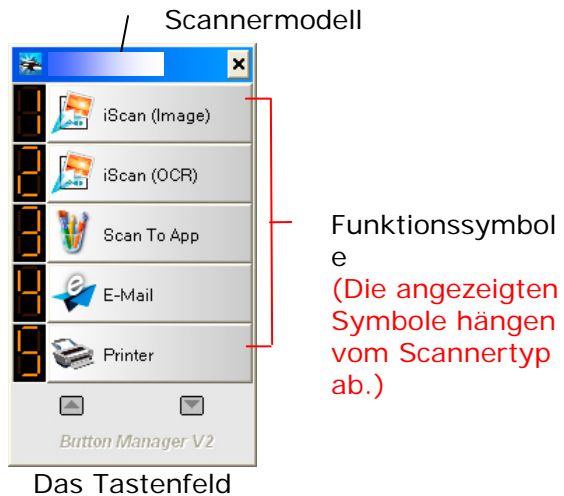 Scannermodell
1 iScan (Image)
2 iScan (OCR)
3 Scan To App
4 E-Mail
5 Printer
Button Manager V2
Funktionssymbol
e
(Die angezeigten
Symbole hängen
vom Scannertyp
ab.)
Das Tastenfeld